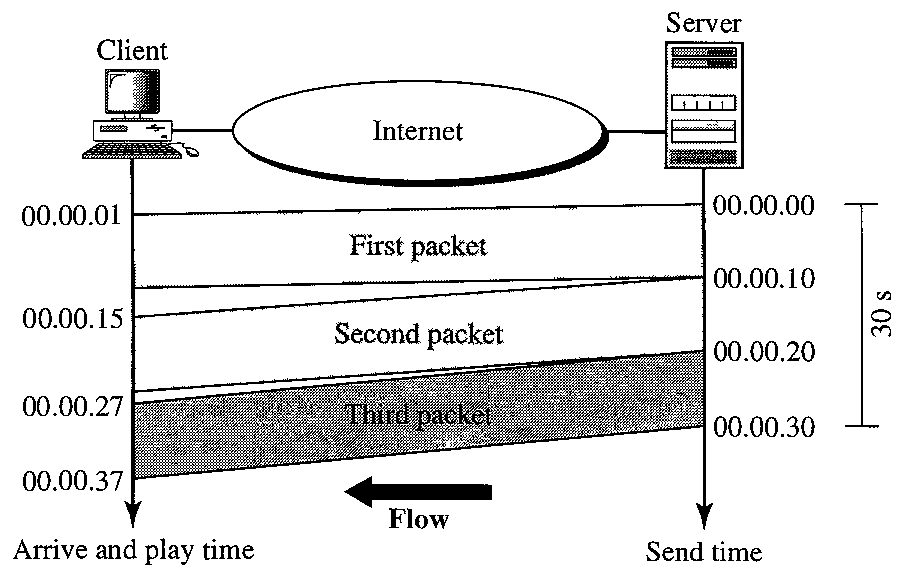 Client
Server
Internet
00.00.01
00.00.00
First packet
00.00.10
00.00.15
Second packet
30 s
00.00.20
00.00.27
Third packet
00.00.30
00.00.37
Flow
Arrive and play time
Send time